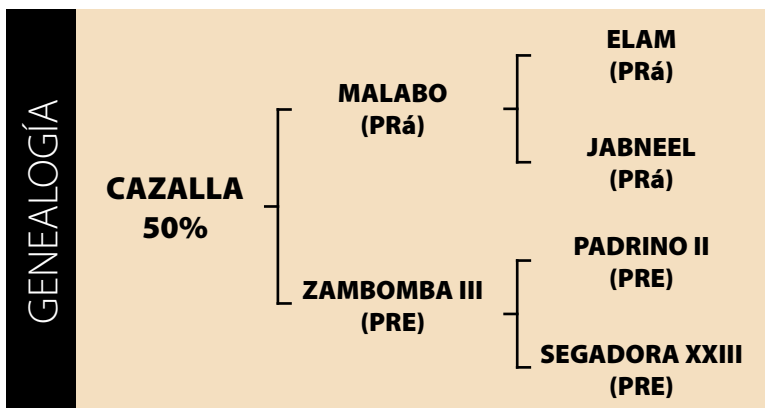 GENEALOGÍA
CAZALLA
50%
MALABO
(PRá)
ZAMBOMBA III
(PRE)
ELAM
(PRá)
JABNEEL
(PRá)
PADRINO II
(PRE)
SEGADORA XXIII
(PRE)